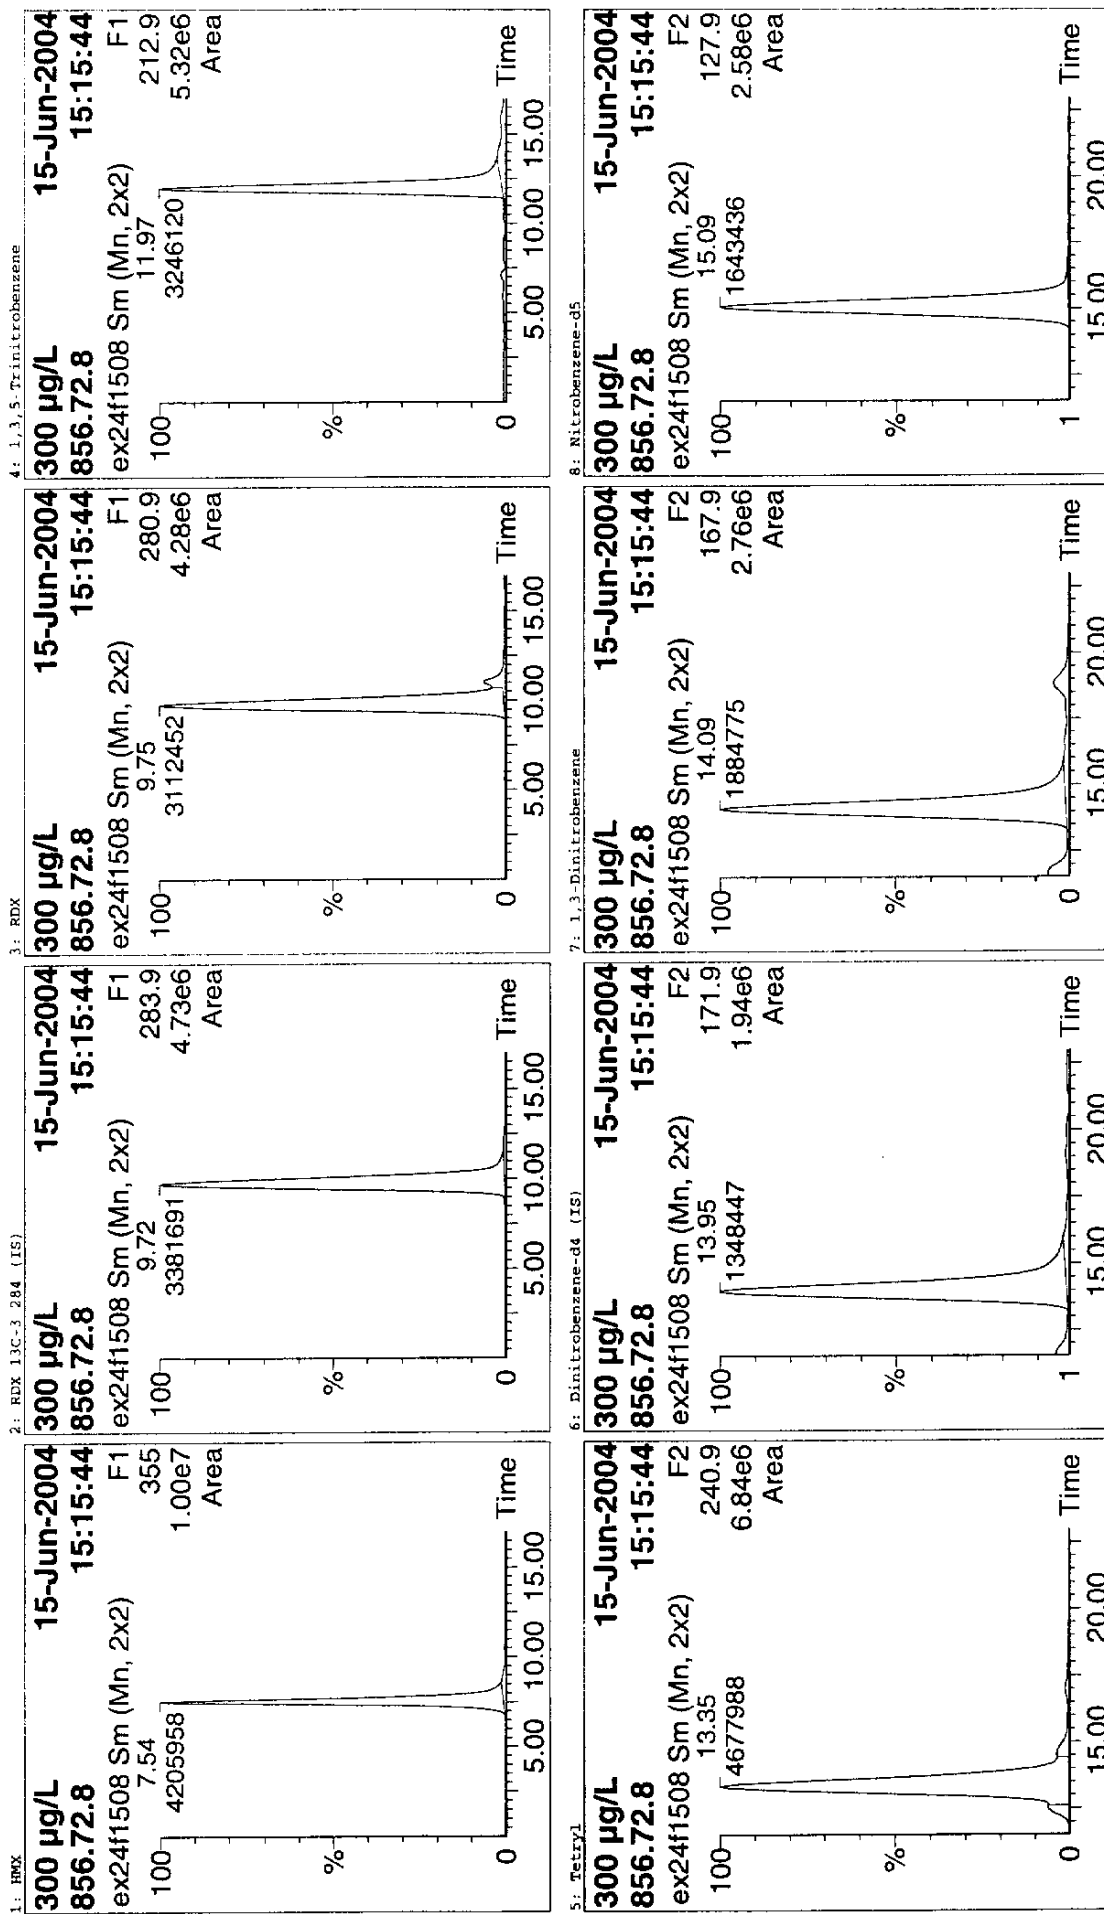 1: HMX
300 µg/L 15-Jun-2004
856.72.8 15:15:44
ex24f1508 Sm (Mn, 2x2) F1
7.54 355
4205958 1.00e7
Area
100
%
0
5.00 10.00 15.00 Time
2: RDX 13C-3 284 (IS)
300 µg/L 15-Jun-2004
856.72.8 15:15:44
ex24f1508 Sm (Mn, 2x2) F1
9.72 283.9
3381691 4.73e6
Area
100
%
0
5.00 10.00 15.00 Time
3: RDX
300 µg/L 15-Jun-2004
856.72.8 15:15:44
ex24f1508 Sm (Mn, 2x2) F1
9.75 280.9
3112452 4.28e6
Area
100
%
0
5.00 10.00 15.00 Time
4: 1,3,5-Trinitrobenzene
300 µg/L 15-Jun-2004
856.72.8 15:15:44
ex24f1508 Sm (Mn, 2x2) F1
11.97 212.9
3246120 5.32e6
Area
100
%
0
5.00 10.00 15.00 Time
5: Tetryl
300 µg/L 15-Jun-2004
856.72.8 15:15:44
ex24f1508 Sm (Mn, 2x2) F2
13.35 240.9
4677988 6.84e6
Area
100
%
0
15.00 20.00 Time
6: Dinitrobenzene-d4 (IS)
300 µg/L 15-Jun-2004
856.72.8 15:15:44
ex24f1508 Sm (Mn, 2x2) F2
13.95 171.9
1348447 1.94e6
Area
100
%
1
15.00 20.00 Time
7: 1,3-Dinitrobenzene
300 µg/L 15-Jun-2004
856.72.8 15:15:44
ex24f1508 Sm (Mn, 2x2) F2
14.09 167.9
1884775 2.76e6
Area
100
%
0
15.00 20.00 Time
8: Nitrobenzene-d5
300 µg/L 15-Jun-2004
856.72.8 15:15:44
ex24f1508 Sm (Mn, 2x2) F2
15.09 127.9
1643436 2.58e6
Area
100
%
1
15.00 20.00 Time